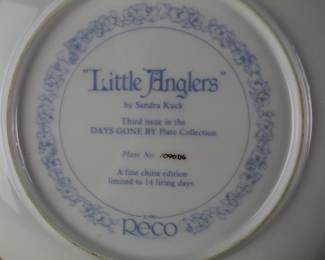 "Little Anglers"
by Sandra Kuck
Third issue in the
DAYS GONE BY Plate Collection
Plate No.
A fine china edition
limited to 14 firing days.
Reco